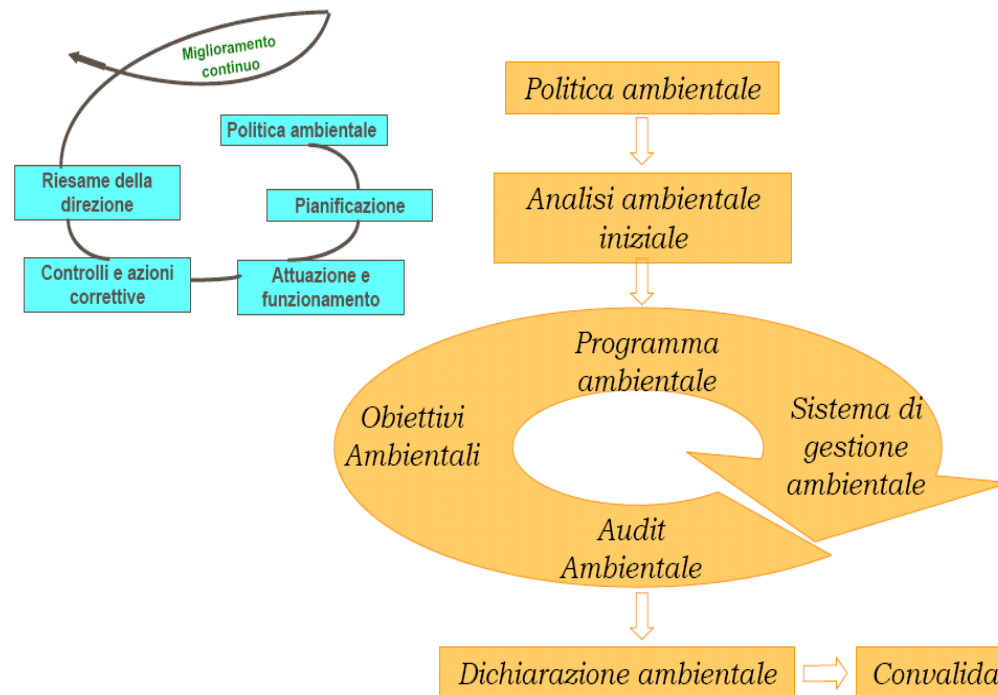 Miglioramento
continuo
Politica ambientale
Pianificazione
Attuazione e
funzionamento
Controlli e azioni
correttive
Riesame della
direzione
Politica ambientale
Analisi ambientale
iniziale
Programma
ambientale
Sistema di
gestione
ambientale
Audit
Ambientale
Obiettivi
Ambientali
Dichiarazione ambientale
Convalida